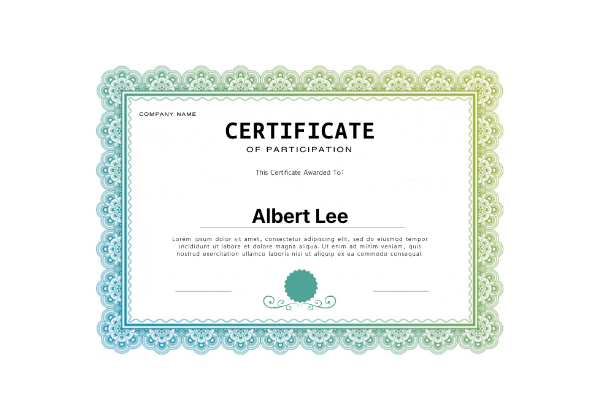 COMPANY NAME
CERTIFICATE
OF PARTICIPATION
This Certificate Awarded To:
Albert Lee
Lorem ipsum dolor sit amet, consectetur adipiscing elit, sed do eiusmod tempor
incididunt ut labore et dolore magna aliqua. Ut enim ad minim veniam, quis
nostrud exercitation ullamco laboris nisi ut aliquip ex ea commodo consequat.